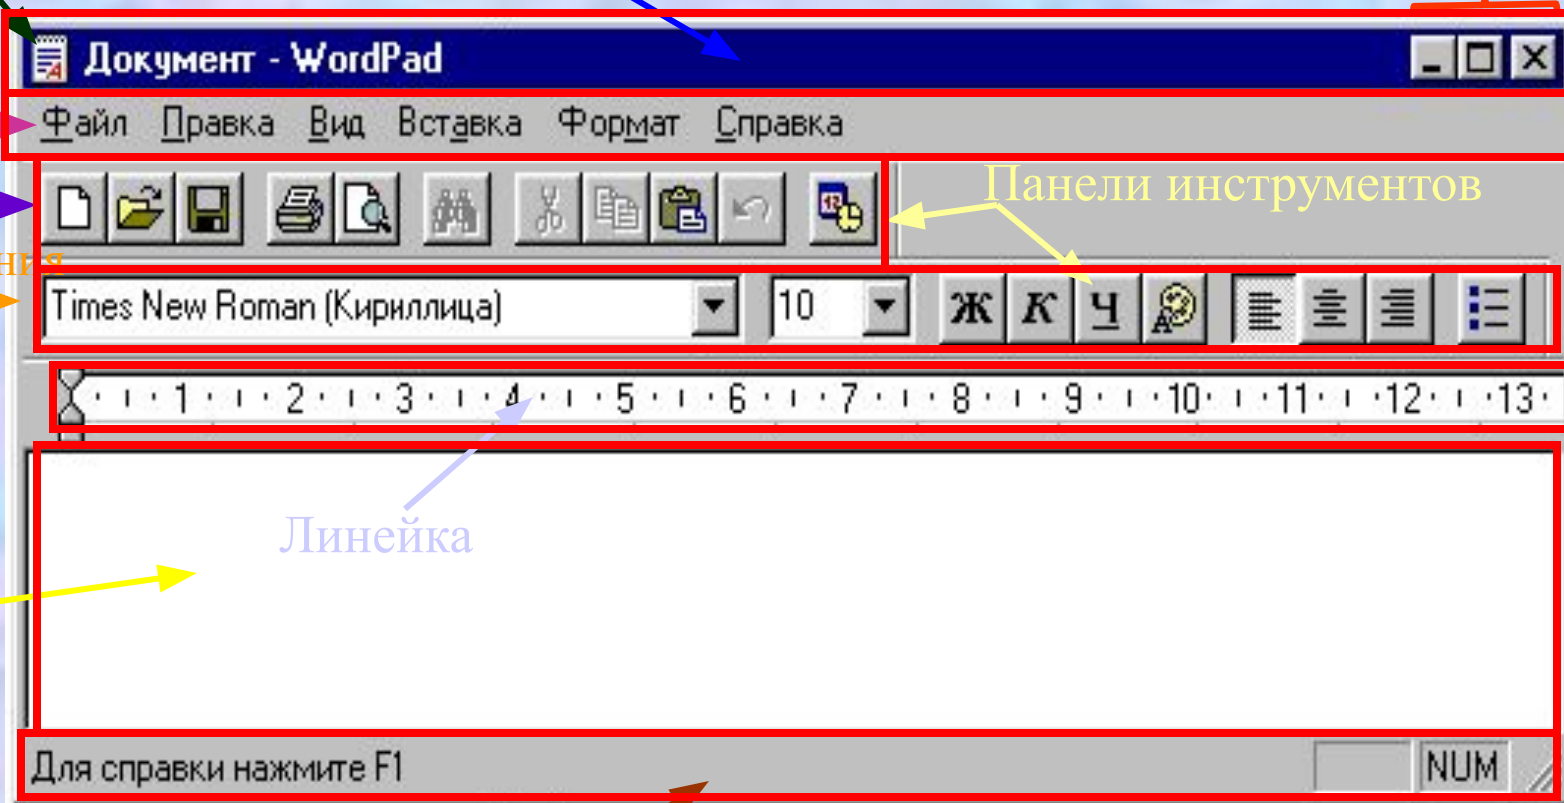 Документ - WordPad
Файл Правка Вид Вставка Формат Справка
Панели инструментов
ния
Times New Roman (Кириллица) 10 Ж К Ч
1 2 3 4 5 6 7 8 9 10 11 12 13
Линейка
Для справки нажмите F1 NUM